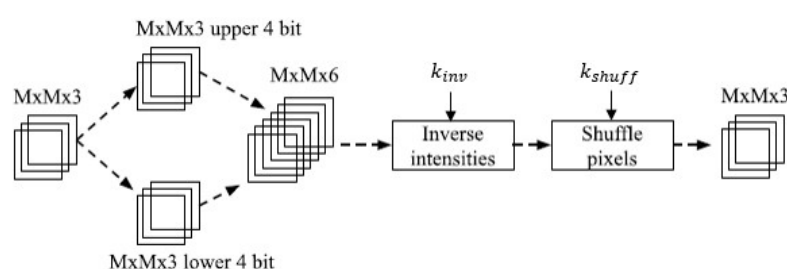 MxMx3 upper 4 bit
MxMx6
k_inv
k_shuff
MxMx3
MxMx3
Inverse
intensities
Shuffle
pixels
MxMx3 lower 4 bit